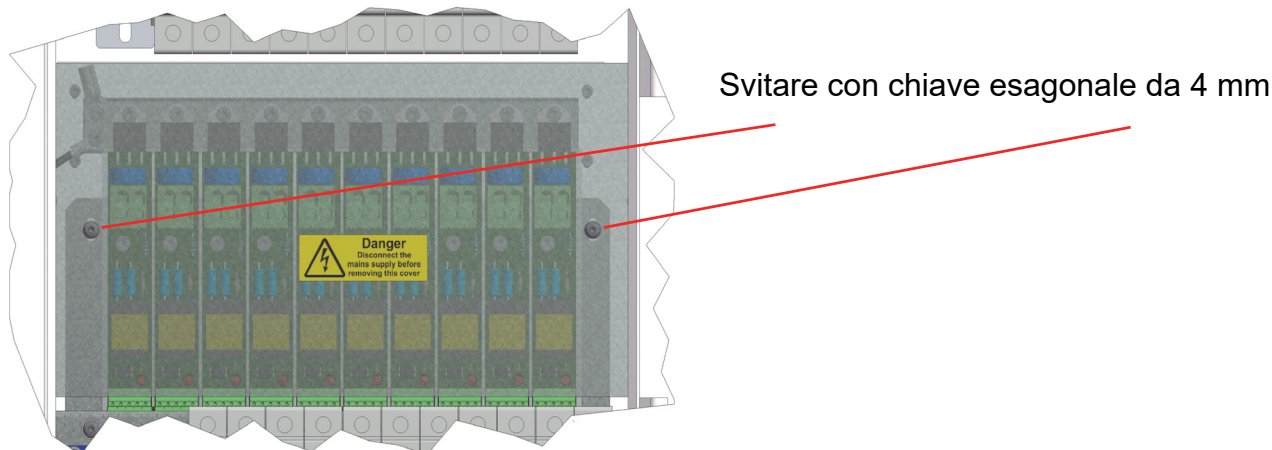 Svitare con chiave esagonale da 4 mm
Danger
Disconnect the
mains supply before
removing this cover